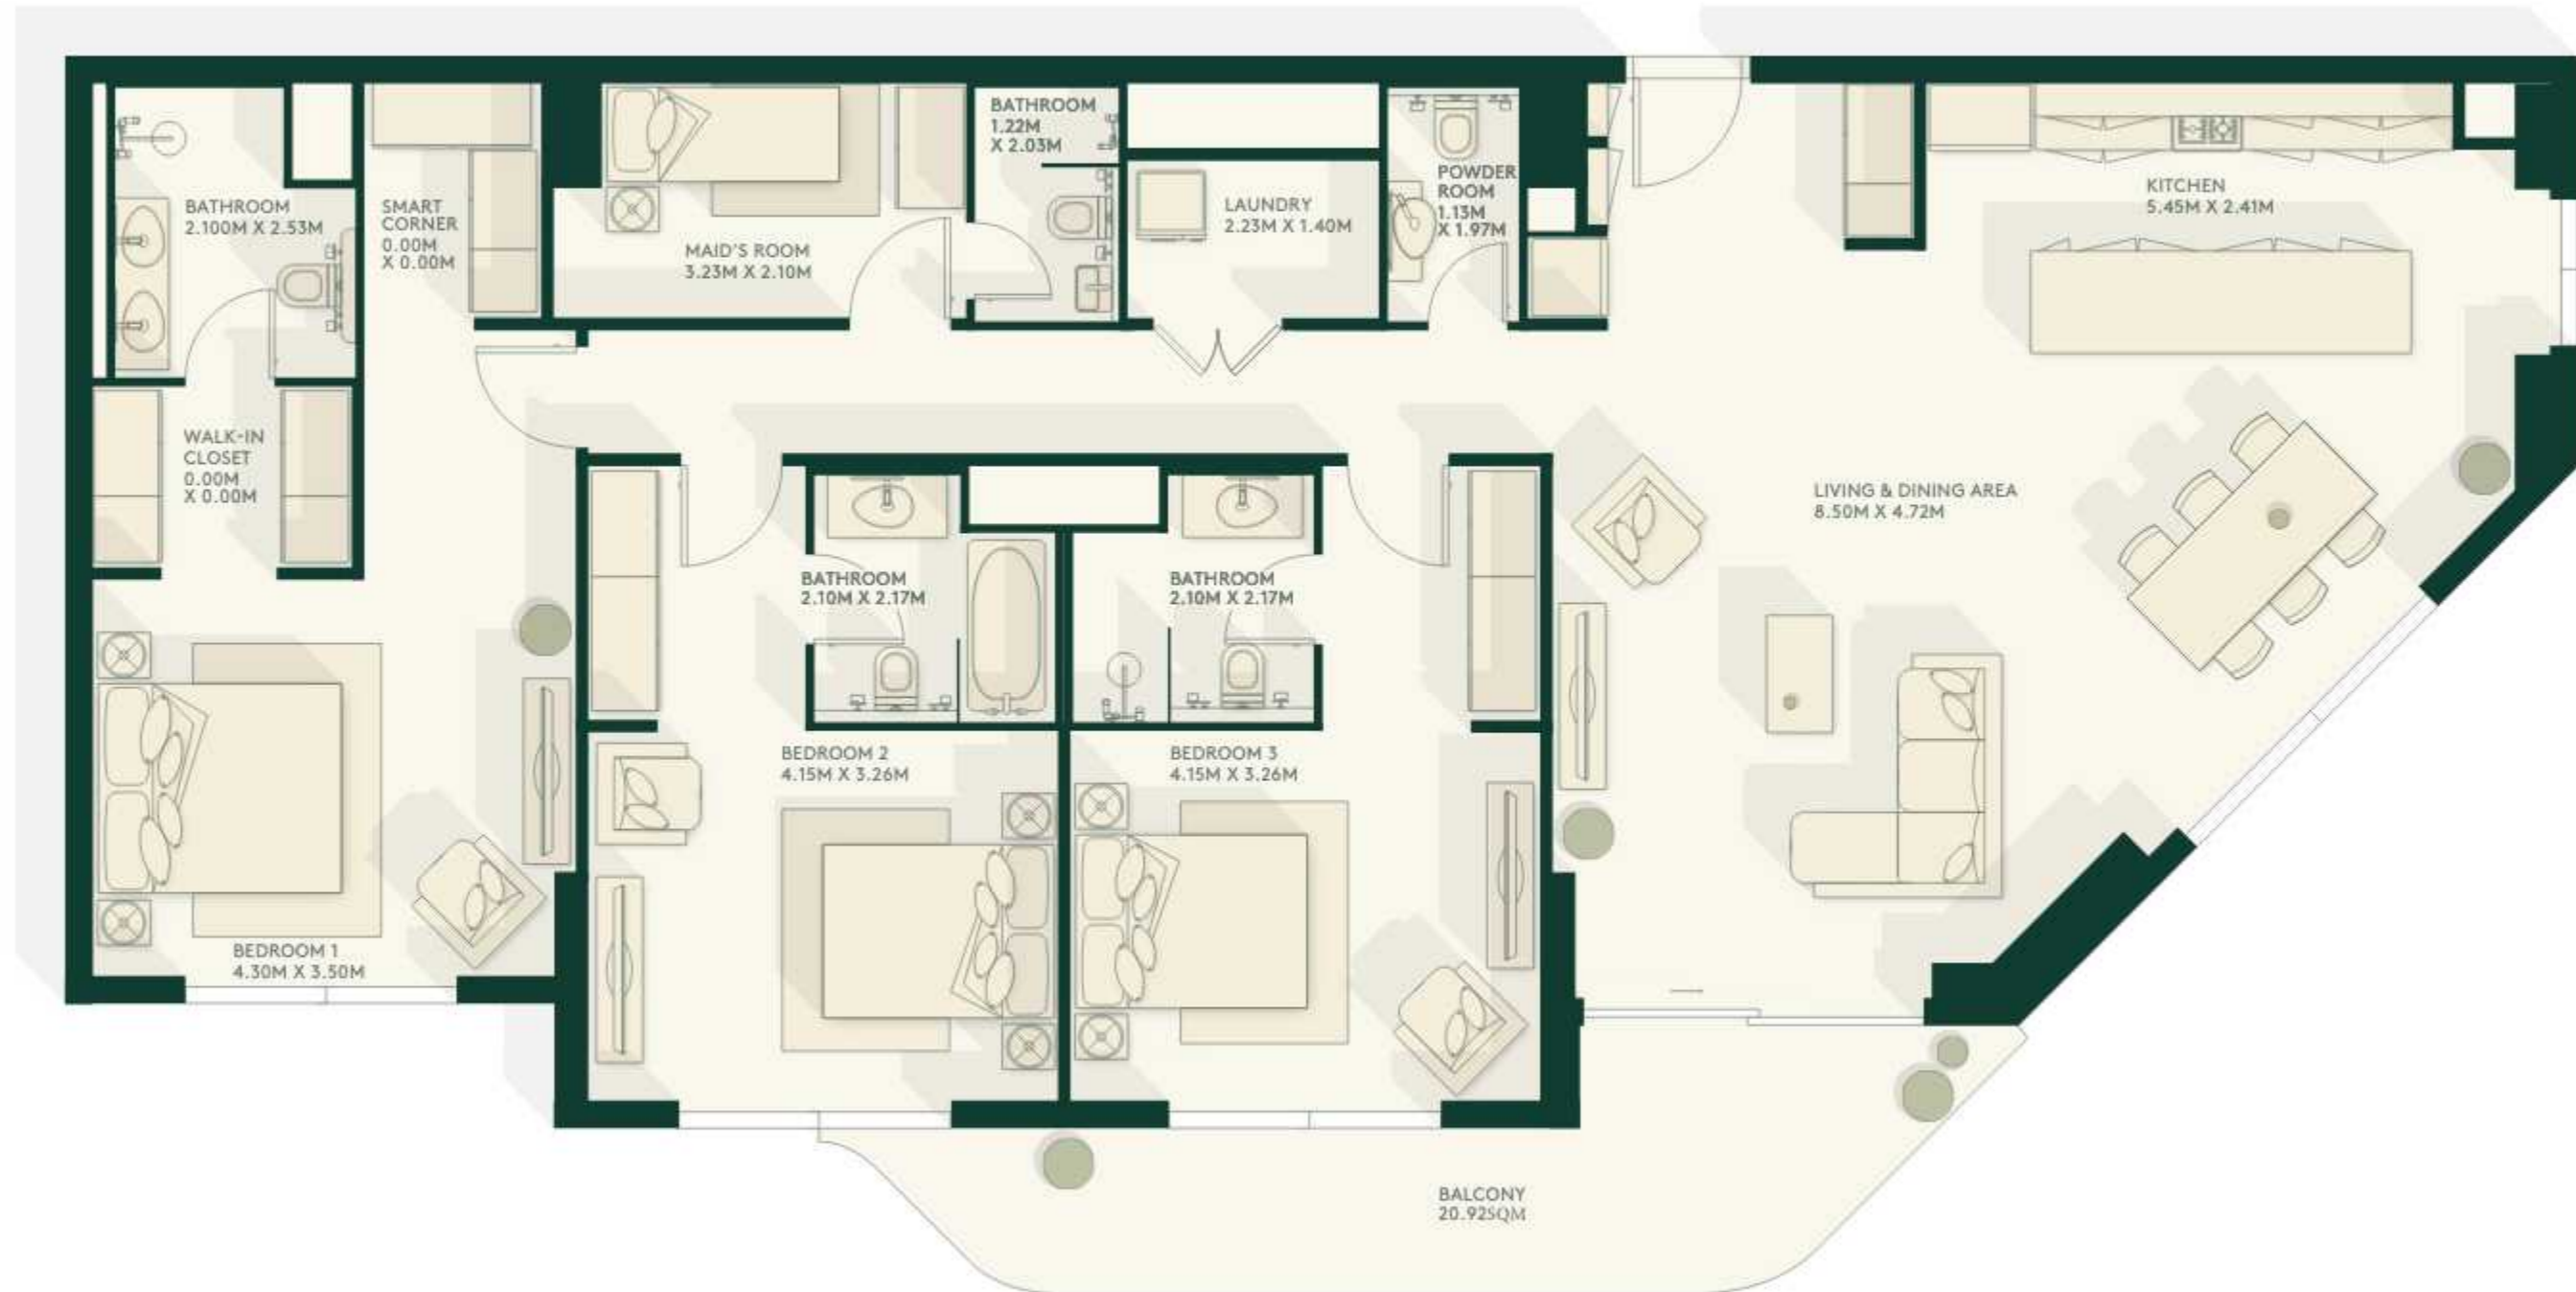 BATHROOM
2.100M X 2.53M
SMART
CORNER
0.00M
X 0.00M
MAID'S ROOM
3.23M X 2.10M
BATHROOM
1.22M
X 2.03M
LAUNDRY
2.23M X 1.40M
POWDER
ROOM
1.13M
X 1.97M
KITCHEN
5.45M X 2.41M
WALK-IN
CLOSET
0.00M
X 0.00M
BATHROOM
2.10M X 2.17M
BATHROOM
2.10M X 2.17M
LIVING & DINING AREA
8.50M X 4.72M
BEDROOM 1
4.30M X 3.50M
BEDROOM 2
4.15M X 3.26M
BEDROOM 3
4.15M X 3.26M
BALCONY
20.92SQM